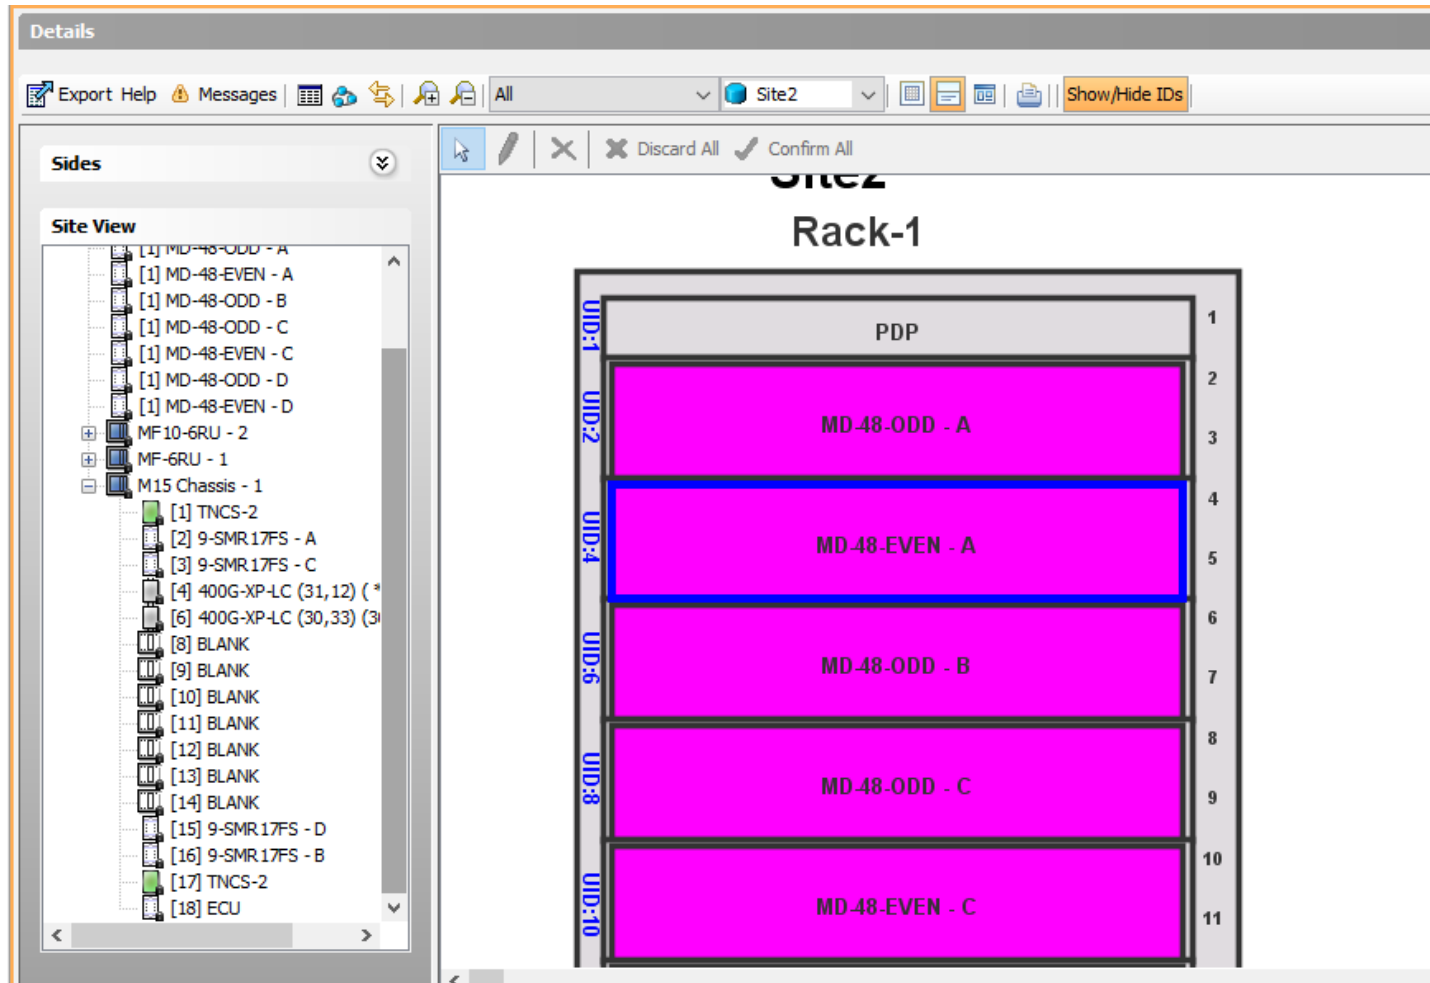 Details
Export Help Messages All Site2 Show/Hide IDs
Discard All Confirm All
Sides
Site View
[1] MD-48-ODD - A
[1] MD-48-EVEN - A
[1] MD-48-ODD - B
[1] MD-48-ODD - C
[1] MD-48-EVEN - C
[1] MD-48-ODD - D
[1] MD-48-EVEN - D
MF10-6RU - 2
MF-6RU - 1
M15 Chassis - 1
[1] TNCS-2
[2] 9-SMR17FS - A
[3] 9-SMR17FS - C
[4] 400G-XP-LC (31,12) ( *
[6] 400G-XP-LC (30,33) (3
[8] BLANK
[9] BLANK
[10] BLANK
[11] BLANK
[12] BLANK
[13] BLANK
[14] BLANK
[15] 9-SMR17FS - D
[16] 9-SMR17FS - B
[17] TNCS-2
[18] ECU
Site2
Rack-1
UID:1 PDP 1
UID:2 MD-48-ODD - A 2
3
UID:4 MD-48-EVEN - A 4
5
UID:6 MD-48-ODD - B 6
7
UID:8 MD-48-ODD - C 8
9
UID:10 MD-48-EVEN - C 10
11